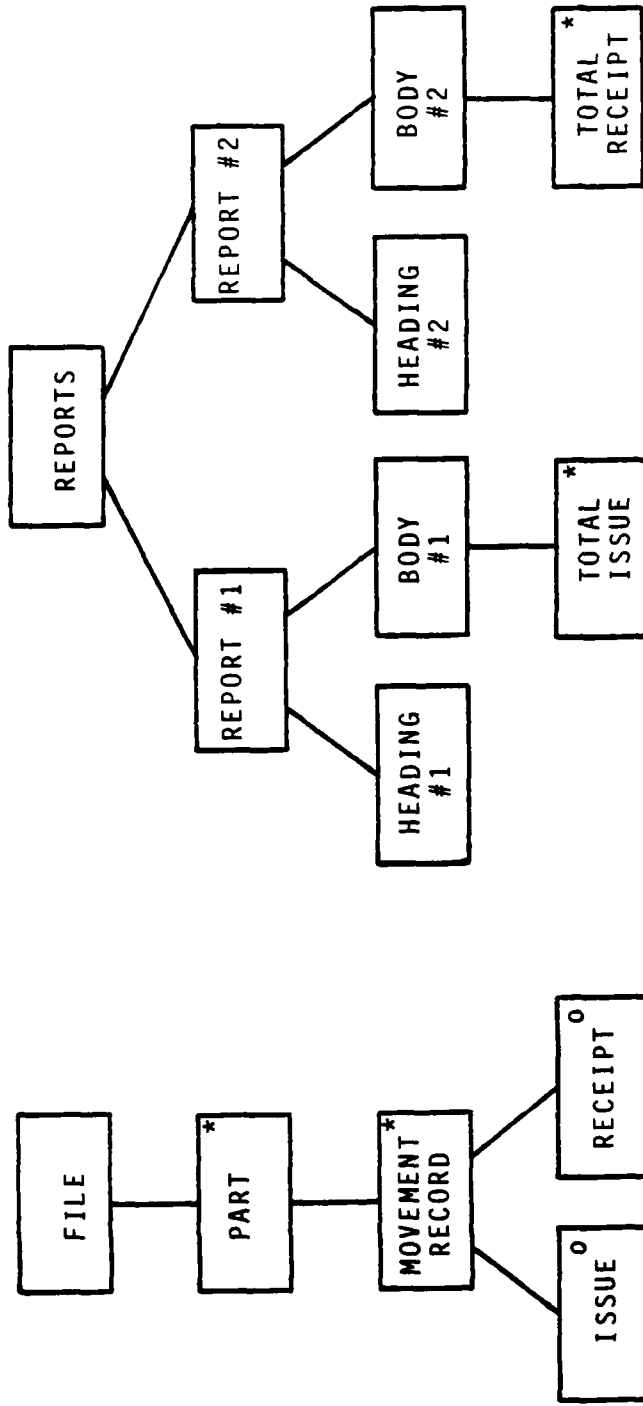 FILE
PART
*
MOVEMENT
RECORD
*
ISSUE
O
RECEIPT
O
REPORTS
REPORT #1
REPORT #2
HEADING
#1
BODY
#1
HEADING
#2
BODY
#2
TOTAL
ISSUE
*
TOTAL
RECEIPT
*